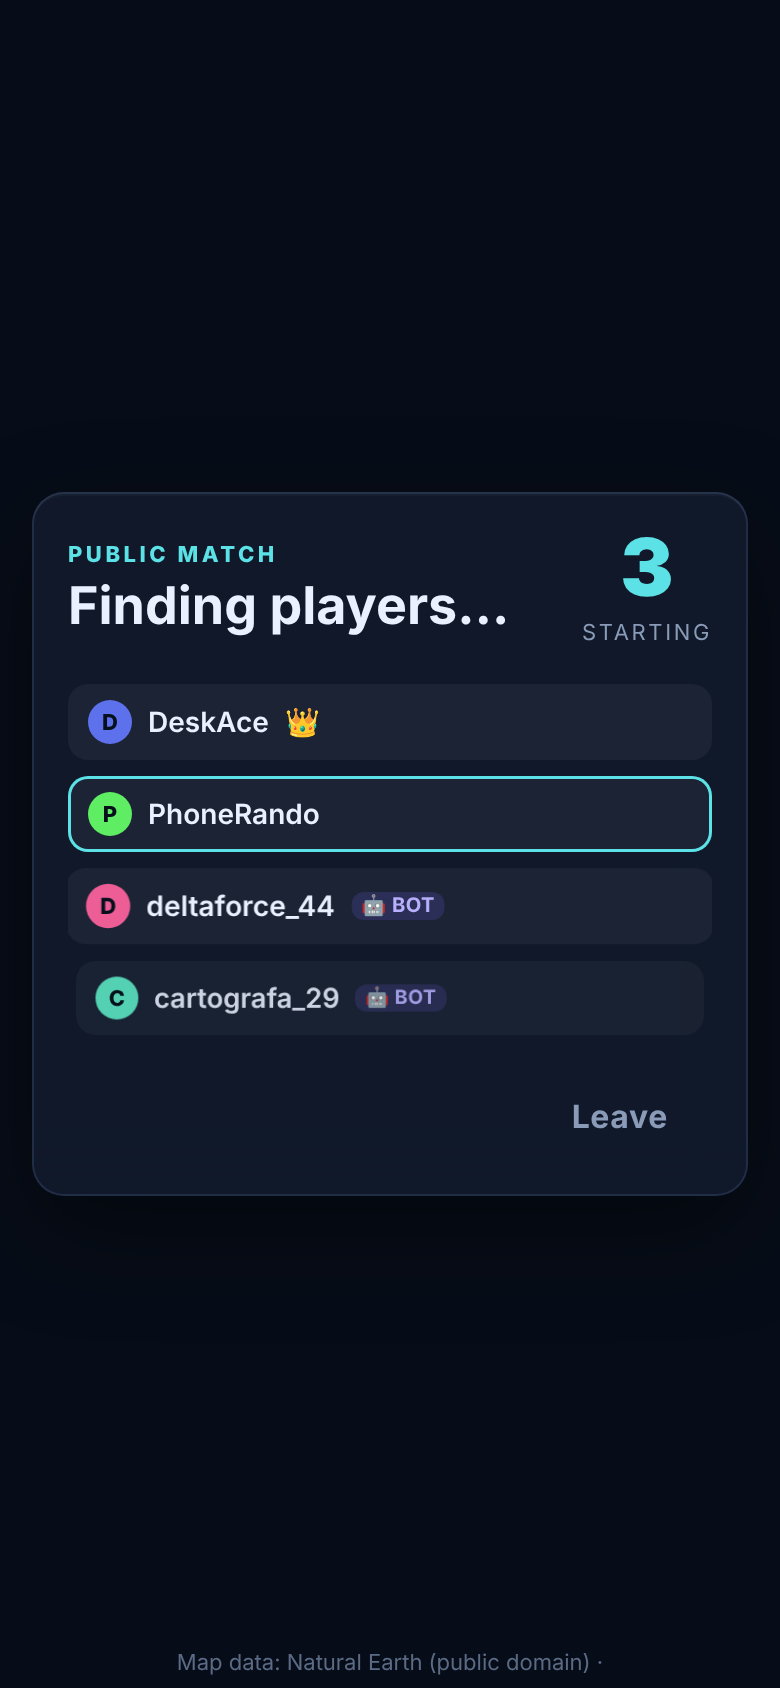 PUBLIC MATCH
Finding players...
3
STARTING
D DeskAce 👑
P PhoneRando
D deltaforce_44 🤖 BOT
C cartografa_29 🤖 BOT
Leave
Map data: Natural Earth (public domain) ·